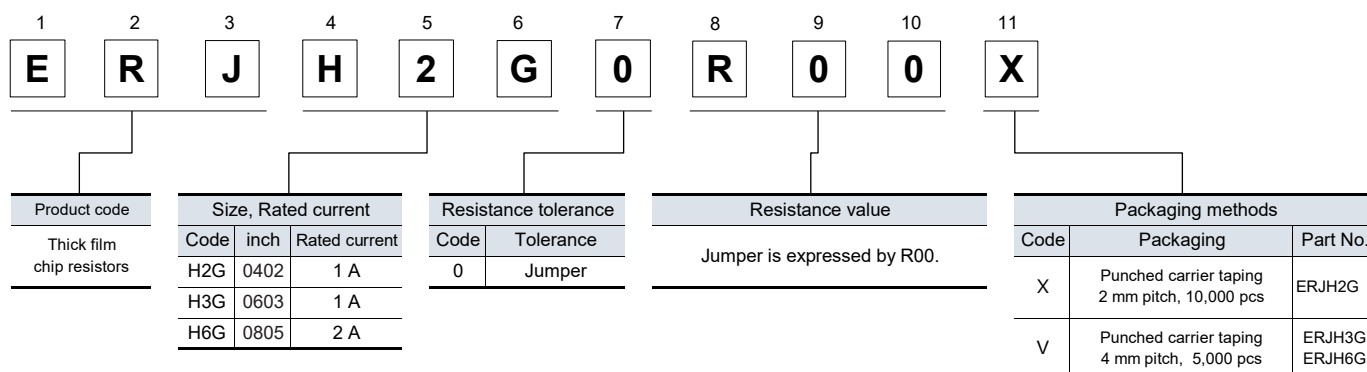 1 2 3 4 5 6 7 8 9 10 11
E R J H 2 G 0 R 0 0 X
Product code
Thick film
chip resistors
Size, Rated current
Code inch Rated current
H2G 0402 1 A
H3G 0603 1 A
H6G 0805 2 A
Resistance tolerance
Code Tolerance
0 Jumper
Resistance value
Jumper is expressed by R00.
Packaging methods
Code Packaging Part No.
X Punched carrier taping
2 mm pitch, 10,000 pcs ERJH2G
V Punched carrier taping
4 mm pitch, 5,000 pcs ERJH3G
ERJH6G